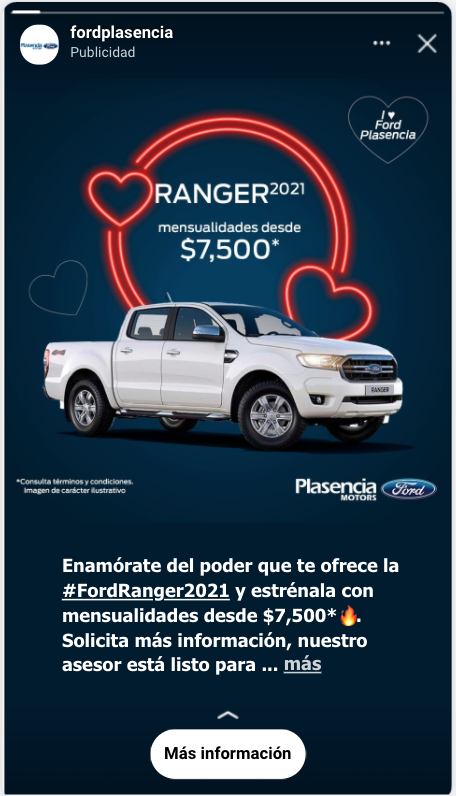 fordplasencia
Publicidad
Plasencia Ford
I ♥
Ford
Plasencia
RANGER2021
mensualidades desde
$7,500*
RANGER
*Consulta términos y condiciones.
Imagen de carácter ilustrativo
Plasencia
MOTORS
Ford
Enamórate del poder que te ofrece la
#FordRanger2021 y estrénala con
mensualidades desde $7,500*🔥.
Solicita más información, nuestro
asesor está listo para ... más
Más información